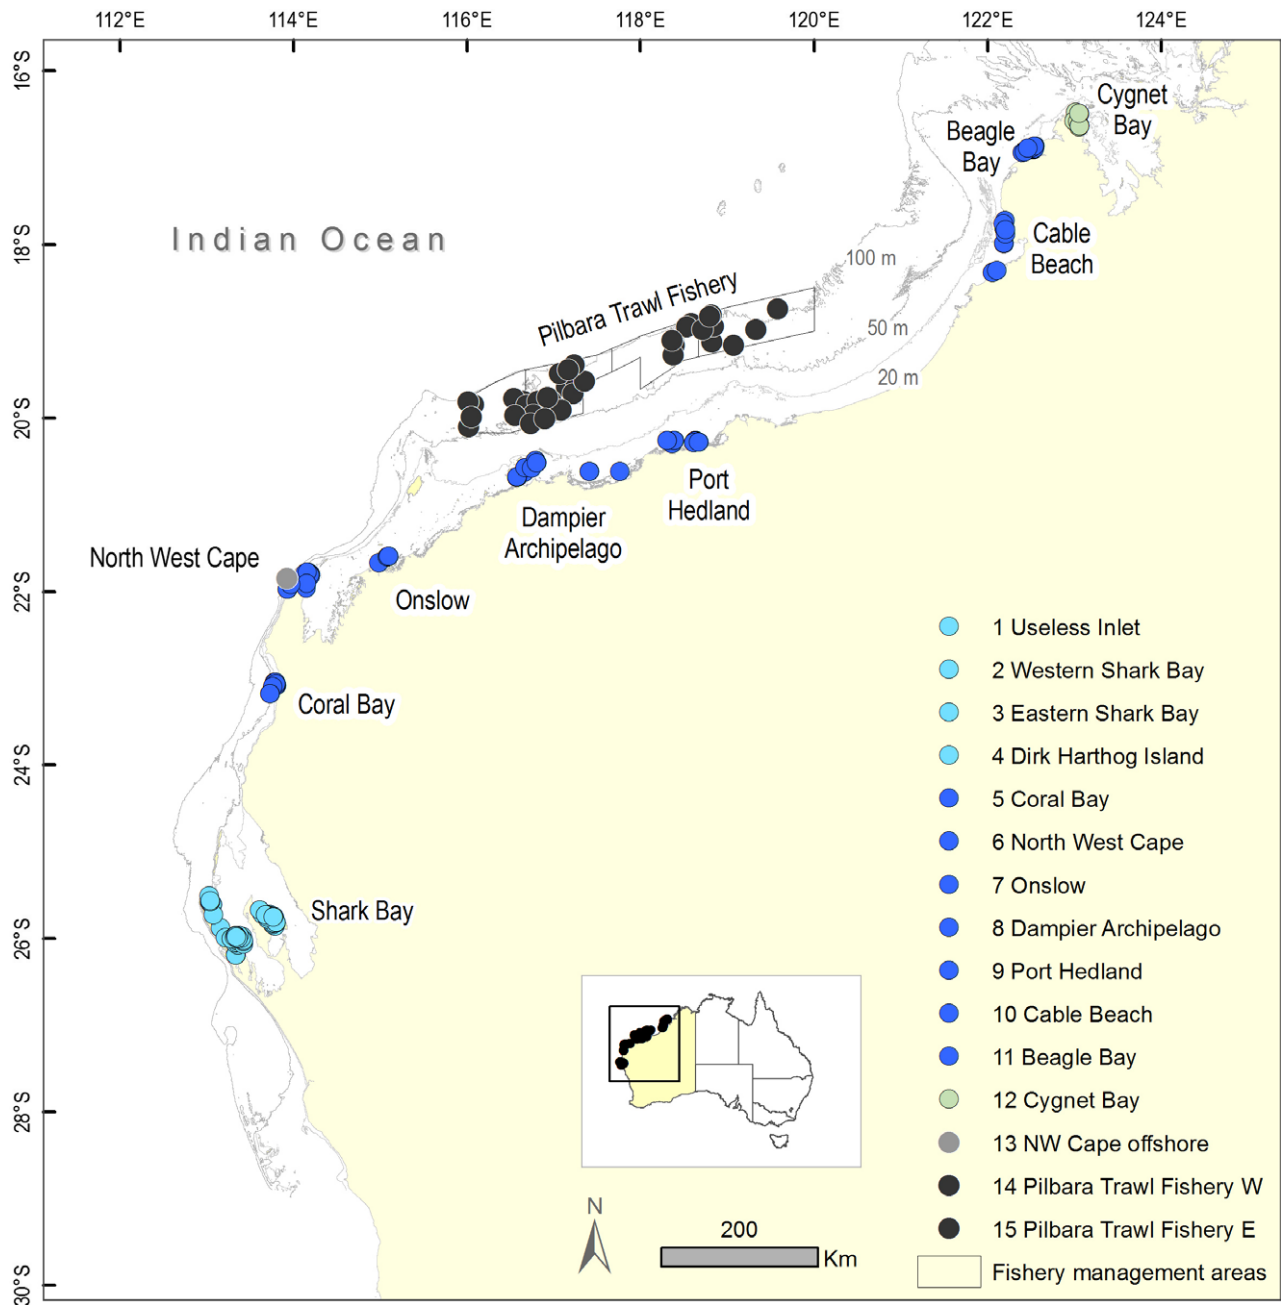 112°E 114°E 116°E 118°E 120°E 122°E 124°E
16°S
18°S
20°S
22°S
24°S
26°S
28°S
30°S
Cygnet
Bay
Beagle
Bay
Indian Ocean
Cable
Beach
100 m
Pilbara Trawl Fishery
50 m
20 m
Port
Hedland
Dampier
Archipelago
North West Cape
Onslow
Coral Bay
Shark Bay
1 Useless Inlet
2 Western Shark Bay
3 Eastern Shark Bay
4 Dirk Harthog Island
5 Coral Bay
6 North West Cape
7 Onslow
8 Dampier Archipelago
9 Port Hedland
10 Cable Beach
11 Beagle Bay
12 Cygnet Bay
13 NW Cape offshore
14 Pilbara Trawl Fishery W
15 Pilbara Trawl Fishery E
Fishery management areas
N
200
Km